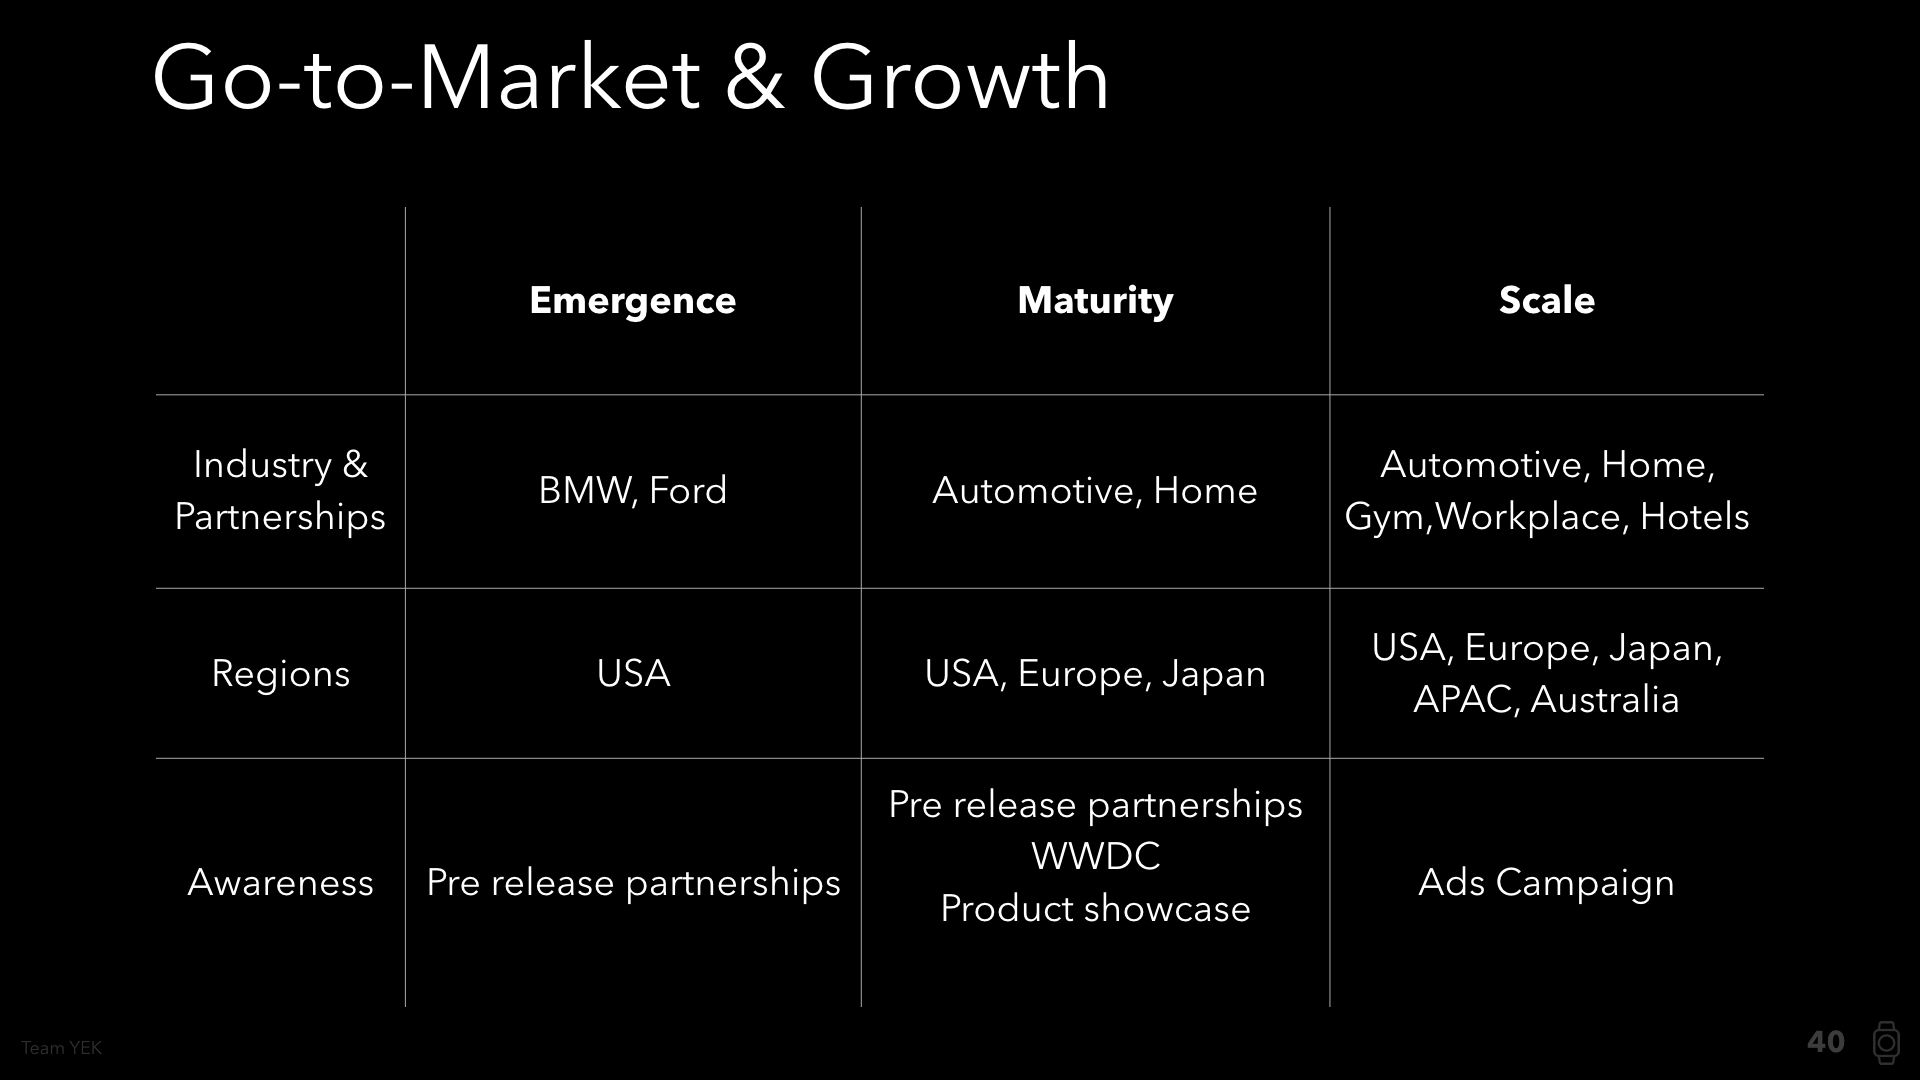 Go-to-Market & Growth
Emergence
Maturity
Scale
Industry &
Partnerships
BMW, Ford
Automotive, Home
Automotive, Home,
Gym,Workplace, Hotels
Regions
USA
USA, Europe, Japan
USA, Europe, Japan,
APAC, Australia
Awareness
Pre release partnerships
Pre release partnerships
WWDC
Product showcase
Ads Campaign
Team YEK
40